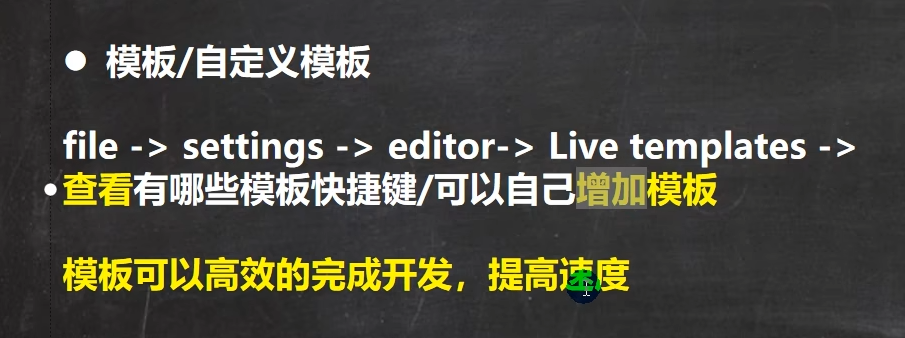 ● 模板/自定义模板
file -> settings -> editor-> Live templates ->
•查看有哪些模板快捷键/可以自己增加模板
模板可以高效的完成开发，提高速度